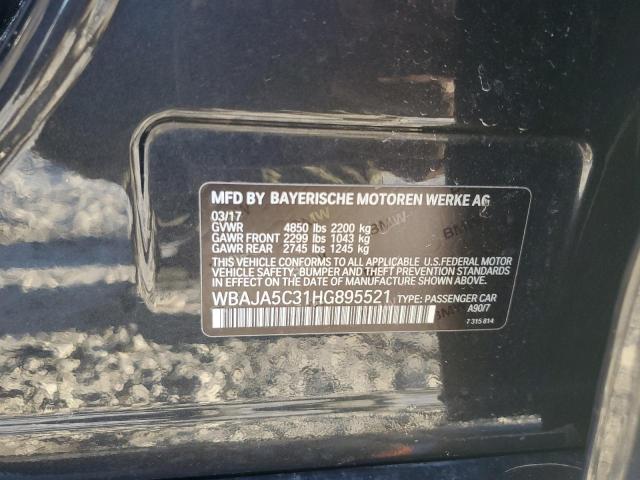 MFD BY BAYERISCHE MOTOREN WERKE AG
03/17
GVWR 4850 lbs 2200 kg
GAWR FRONT 2299 lbs 1043 kg
GAWR REAR 2745 lbs 1245 kg
THIS VEHICLE CONFORMS TO ALL APPLICABLE U.S.FEDERAL MOTOR
VEHICLE SAFETY, BUMPER, AND THEFT PREVENTION STANDARDS
IN EFFECT ON THE DATE OF MANUFACTURE SHOWN ABOVE.
WBAJA5C31HG895521 TYPE: PASSENGER CAR
A90/7
7 315 814